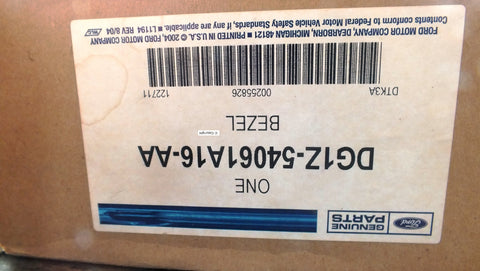 Ford
GENUINE
PARTS
ONE
DG1Z-54061A16-AA
BEZEL
© Copyright
DTK3A 00255826 122711
FORD MOTOR COMPANY, DEARBORN, MICHIGAN 48121 • PRINTED IN U.S.A. © 2004, FORD MOTOR COMPANY
Contents conform to Federal Motor Vehicle Safety Standards, if any are applicable. • L1194 REV 8/04